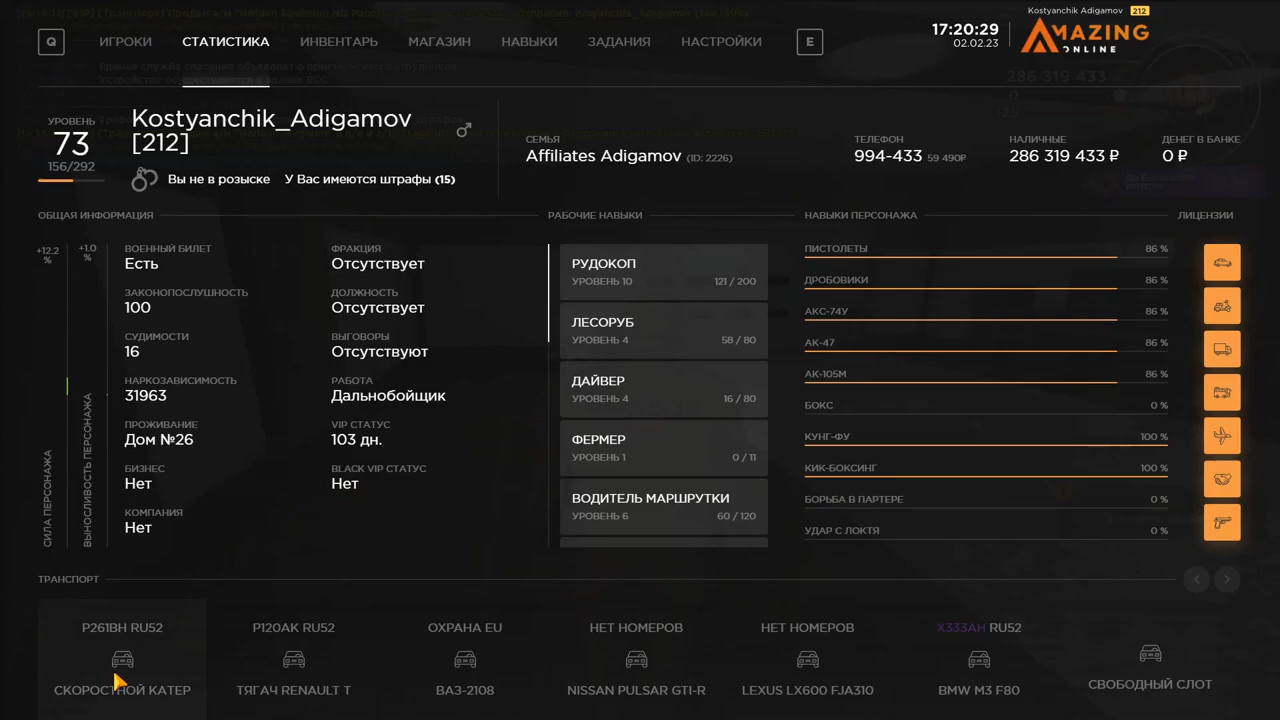 Kostyanchik Adigamov 212
Q ИГРОКИ СТАТИСТИКА ИНВЕНТАРЬ МАГАЗИН НАВЫКИ ЗАДАНИЯ НАСТРОЙКИ E
17:20:29
02.02.23
AMAZING
ONLINE
286 319 433
УРОВЕНЬ
73
156/292
Kostyanchik_Adigamov
[212]
Вы не в розыске У Вас имеются штрафы (15)
СЕМЬЯ
Affiliates Adigamov (ID: 2226)
ТЕЛЕФОН
994-433 59 490₽
НАЛИЧНЫЕ
286 319 433 ₽
ДЕНЕГ В БАНКЕ
0 ₽
ОБЩАЯ ИНФОРМАЦИЯ
+12.2
%
СИЛА ПЕРСОНАЖА
+1.0
%
ВЫНОСЛИВОСТЬ ПЕРСОНАЖА
ВОЕННЫЙ БИЛЕТ
Есть
ЗАКОНОПОСЛУШНОСТЬ
100
СУДИМОСТИ
16
НАРКОЗАВИСИМОСТЬ
31963
ПРОЖИВАНИЕ
Дом №26
БИЗНЕС
Нет
КОМПАНИЯ
Нет
ФРАКЦИЯ
Отсутствует
ДОЛЖНОСТЬ
Отсутствует
ВЫГОВОРЫ
Отсутствуют
РАБОТА
Дальнобойщик
VIP СТАТУС
103 дн.
BLACK VIP СТАТУС
Нет
РАБОЧИЕ НАВЫКИ
РУДОКОП
УРОВЕНЬ 10 121 / 200
ЛЕСОРУБ
УРОВЕНЬ 4 58 / 80
ДАЙВЕР
УРОВЕНЬ 4 16 / 80
ФЕРМЕР
УРОВЕНЬ 1 0 / 11
ВОДИТЕЛЬ МАРШРУТКИ
УРОВЕНЬ 6 60 / 120
НАВЫКИ ПЕРСОНАЖА
ПИСТОЛЕТЫ 86 %
ДРОБОВИКИ 86 %
АКС-74У 86 %
АК-47 86 %
АК-105М 86 %
БОКС 0 %
КУНГ-ФУ 100 %
КИК-БОКСИНГ 100 %
БОРЬБА В ПАРТЕРЕ 0 %
УДАР С ЛОКТЯ 0 %
ЛИЦЕНЗИИ
ТРАНСПОРТ
Р261ВН RU52
СКОРОСТНОЙ КАТЕР
Р120АК RU52
ТЯГАЧ RENAULT T
ОХРАНА EU
ВАЗ-2108
НЕТ НОМЕРОВ
NISSAN PULSAR GTI-R
НЕТ НОМЕРОВ
LEXUS LX600 FJA310
Х333АН RU52
BMW M3 F80
СВОБОДНЫЙ СЛОТ